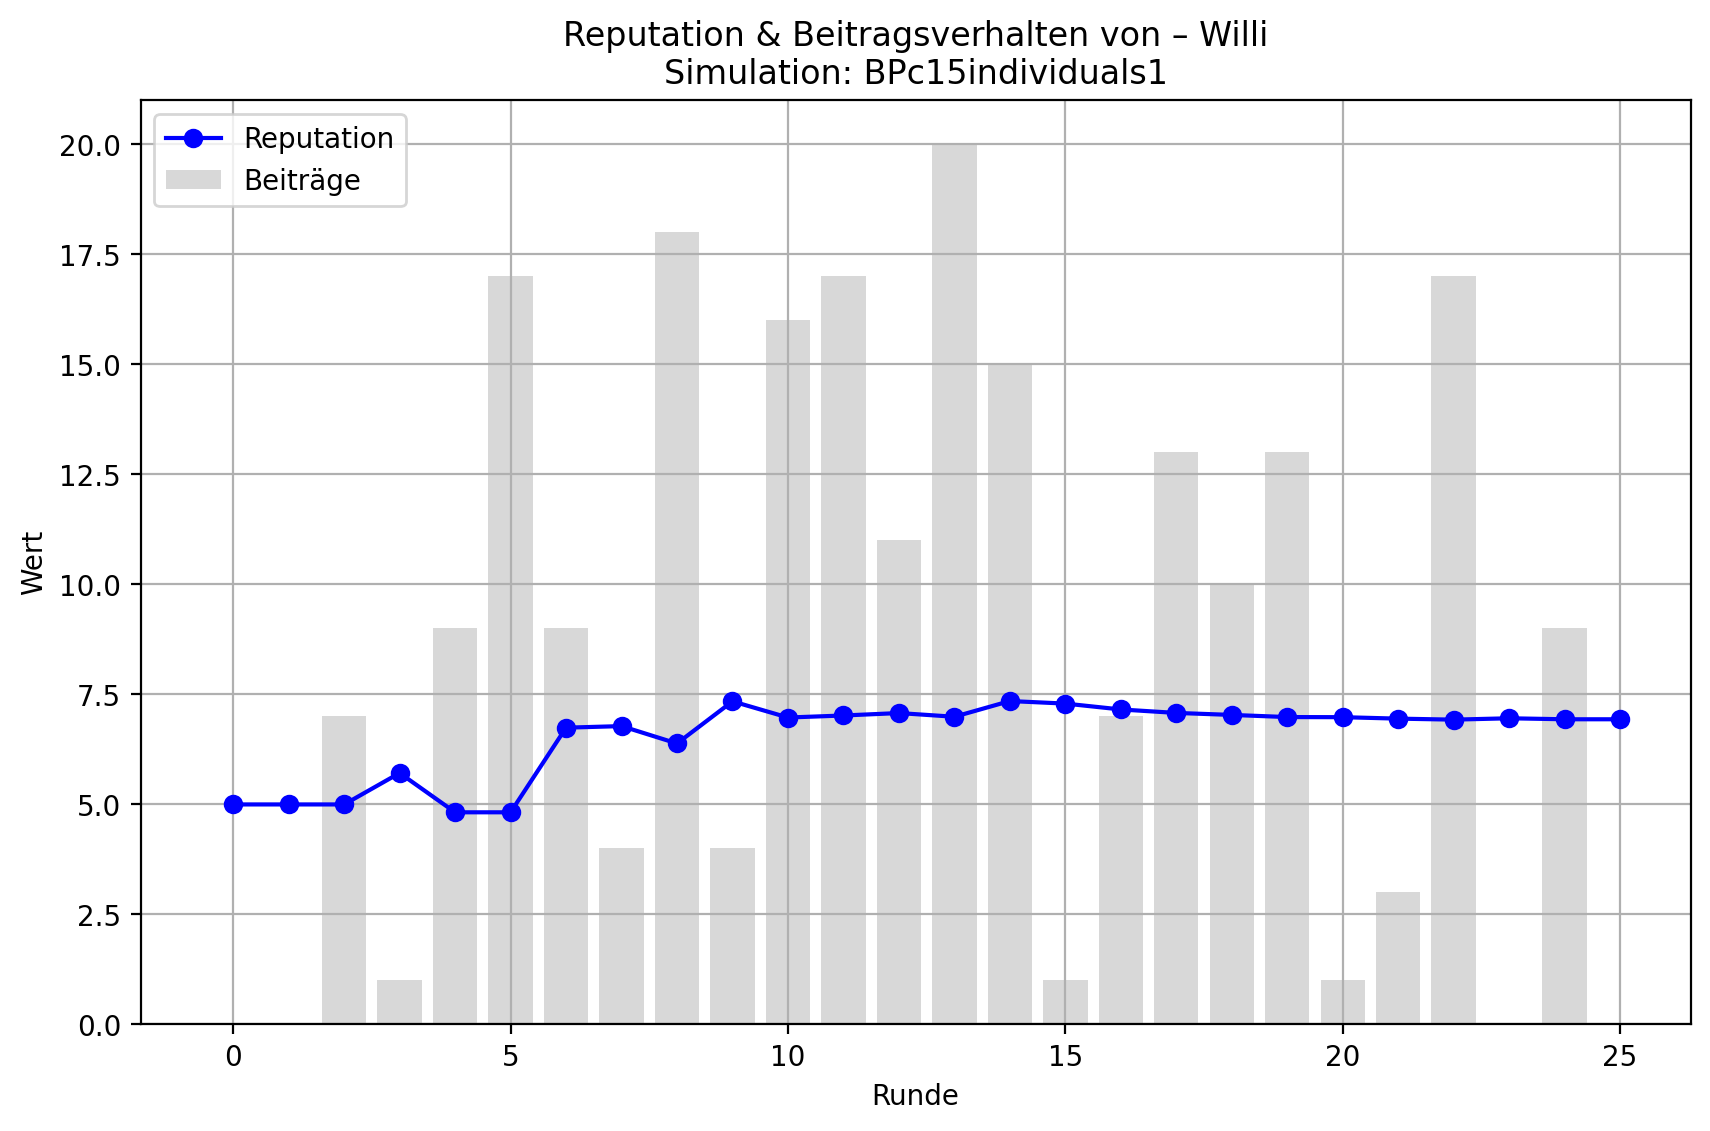 Reputation & Beitragsverhalten von – Willi
Simulation: BPc15individuals1
Reputation
Beiträge
20.0
17.5
15.0
12.5
10.0
7.5
5.0
2.5
0.0
Wert
0 5 10 15 20 25
Runde